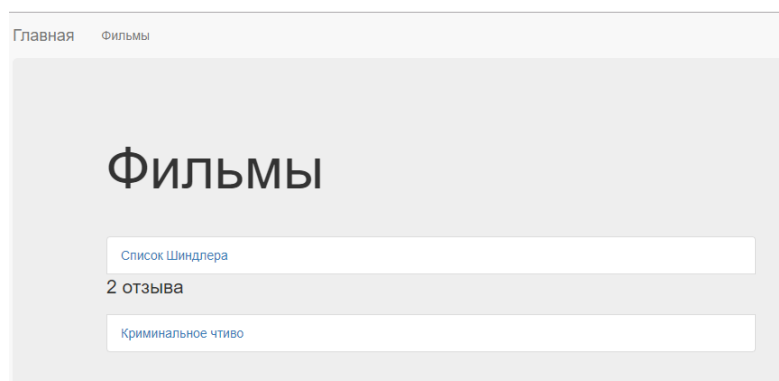 Главная Фильмы
Фильмы
Список Шиндлера
2 отзыва
Криминальное чтиво